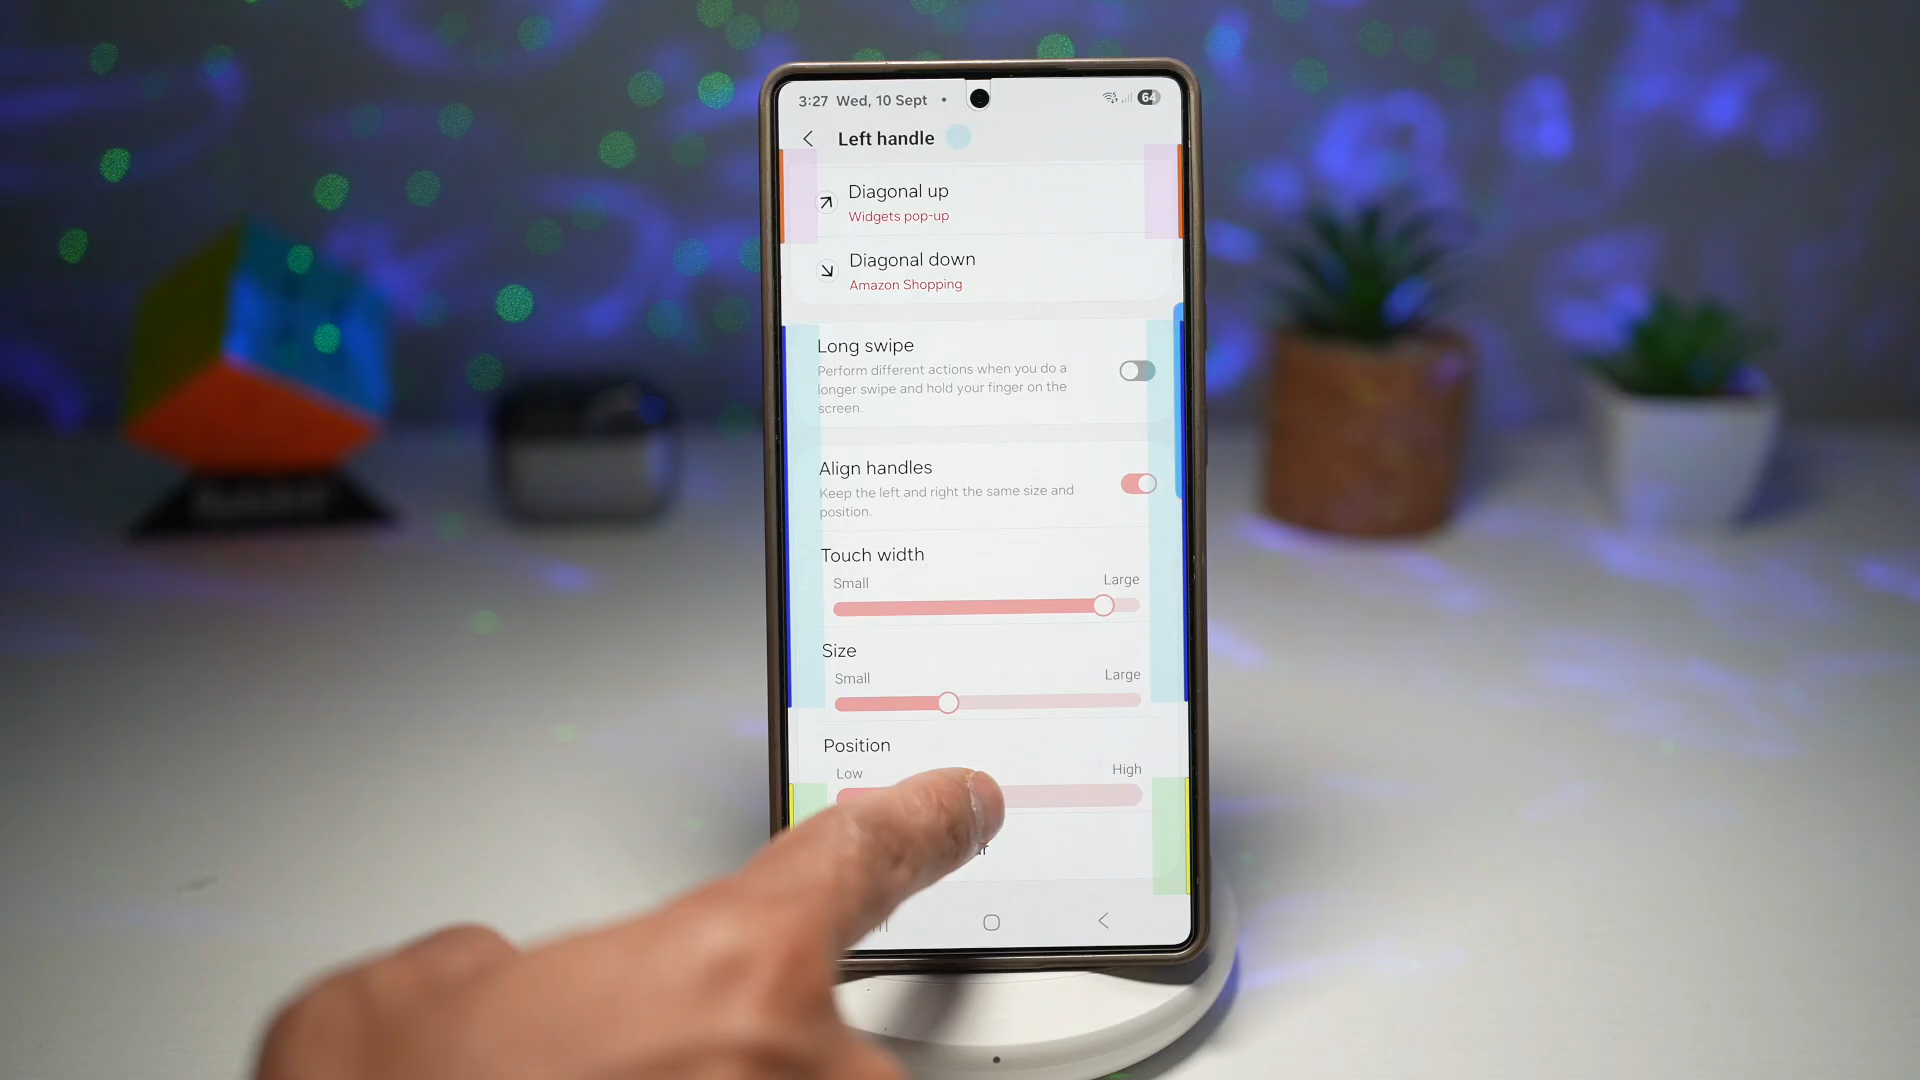 3:27 Wed, 10 Sept •
64
Left handle
Diagonal up
Widgets pop-up
Diagonal down
Amazon Shopping
Long swipe
Perform different actions when you do a
longer swipe and hold your finger on the
screen.
Align handles
Keep the left and right the same size and
position.
Touch width
Small Large
Size
Small Large
Position
Low High